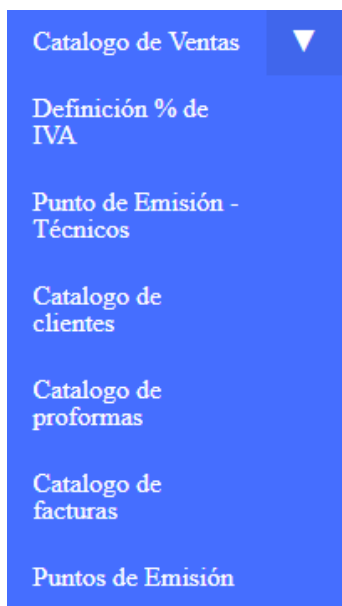 Catalogo de Ventas ▼
Definición % de
IVA
Punto de Emisión -
Técnicos
Catalogo de
clientes
Catalogo de
proformas
Catalogo de
facturas
Puntos de Emisión